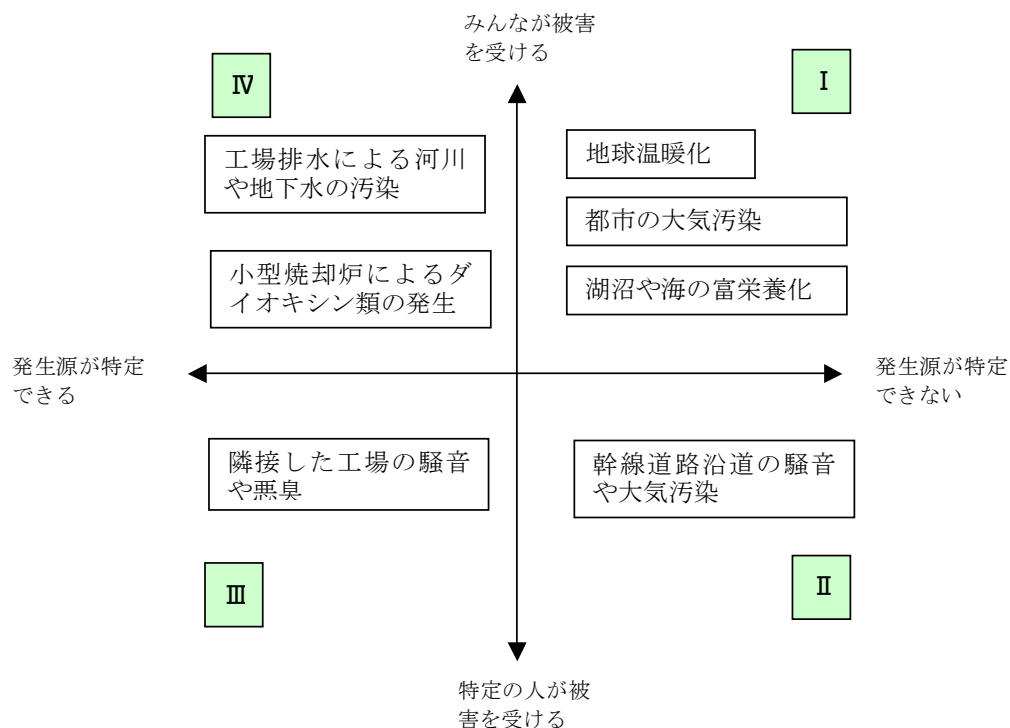 みんなが被害
を受ける
Ⅳ
Ⅰ
工場排水による河川
や地下水の汚染
地球温暖化
都市の大気汚染
小型焼却炉によるダ
イオキシン類の発生
湖沼や海の富栄養化
発生源が特定
できる
発生源が特定
できない
隣接した工場の騒音
や悪臭
幹線道路沿道の騒音
や大気汚染
Ⅲ
Ⅱ
特定の人が被
害を受ける